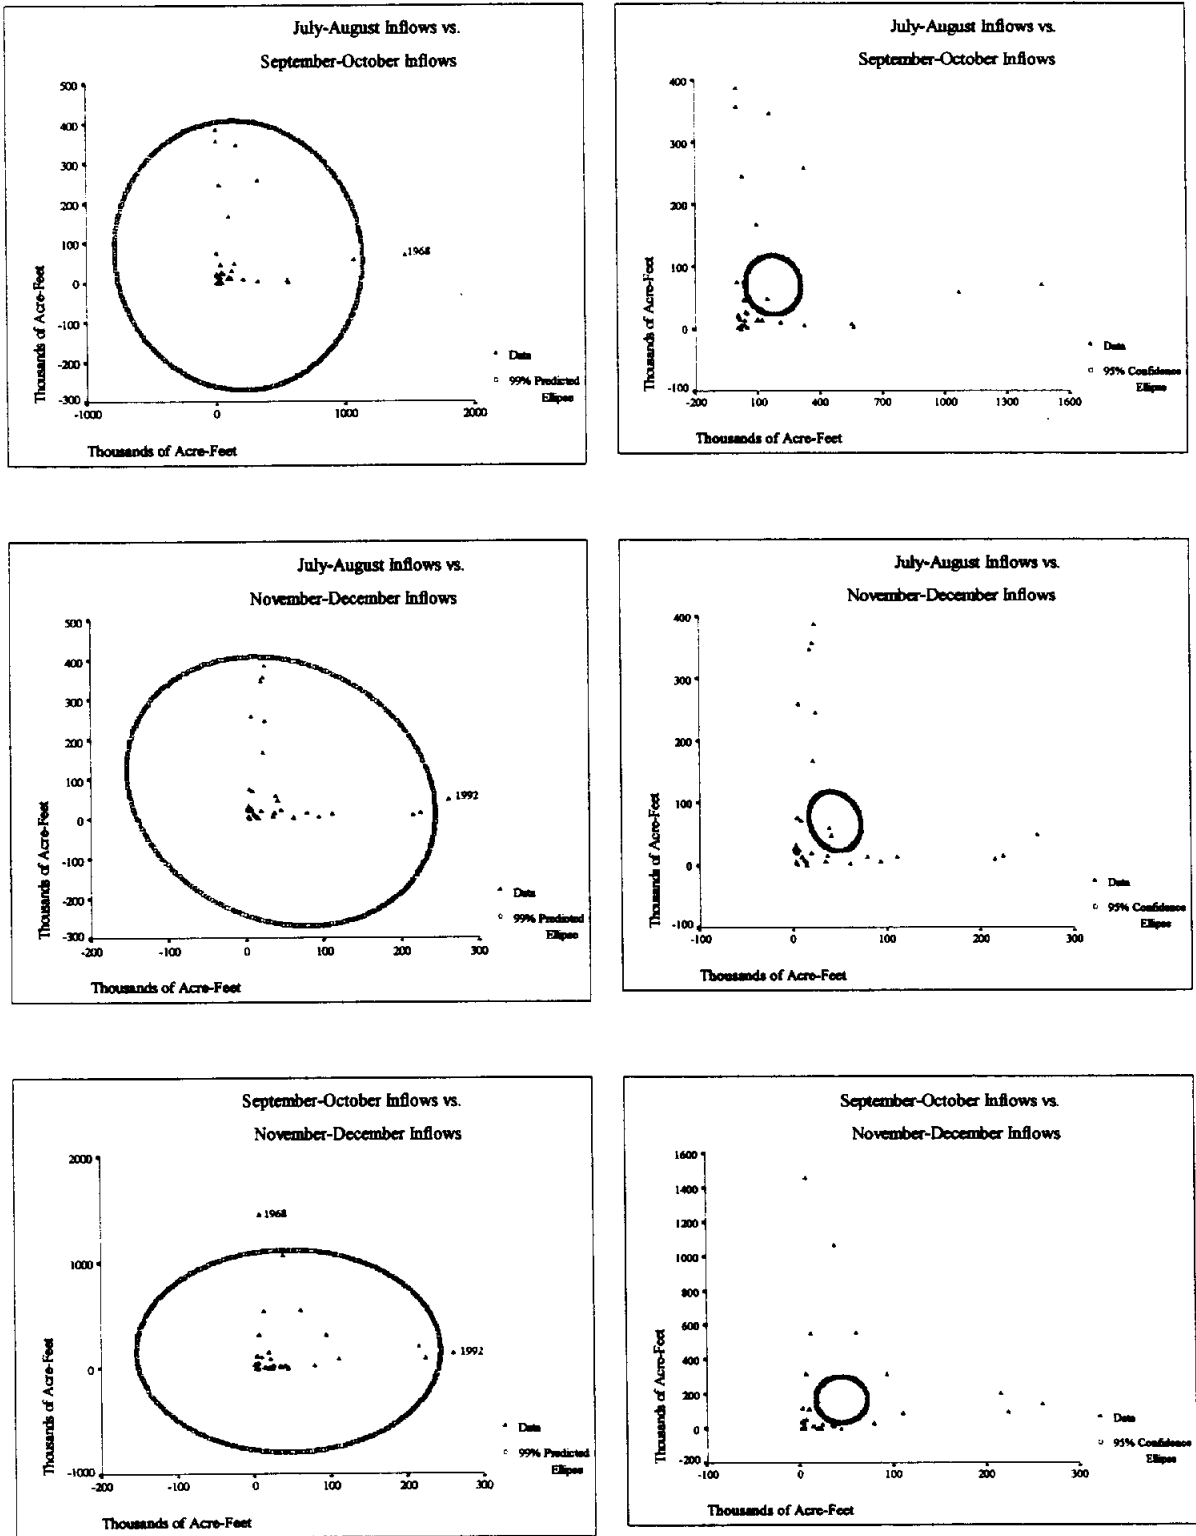 July-August Inflows vs.
September-October Inflows
500
400
300
200
100
0
-100
-200
-300
-1000 0 1000 2000
Thousands of Acre-Feet
Thousands of Acre-Feet
1968
Data
99% Predicted
Ellipse
July-August Inflows vs.
September-October Inflows
400
300
200
100
0
-100
-200 100 400 700 1000 1300 1600
Thousands of Acre-Feet
Thousands of Acre-Feet
Data
95% Confidence
Ellipse
July-August Inflows vs.
November-December Inflows
500
400
300
200
100
0
-100
-200
-300
-200 -100 0 100 200 300
Thousands of Acre-Feet
Thousands of Acre-Feet
1992
Data
99% Predicted
Ellipse
July-August Inflows vs.
November-December Inflows
400
300
200
100
0
-100
-100 0 100 200 300
Thousands of Acre-Feet
Thousands of Acre-Feet
Data
95% Confidence
Ellipse
September-October Inflows vs.
November-December Inflows
2000
1000
0
-1000
-200 -100 0 100 200 300
Thousands of Acre-Feet
Thousands of Acre-Feet
1968
1992
Data
99% Predicted
Ellipse
September-October Inflows vs.
November-December Inflows
1600
1400
1200
1000
800
600
400
200
0
-200
-100 0 100 200 300
Thousands of Acre-Feet
Thousands of Acre-Feet
Data
95% Confidence
Ellipse